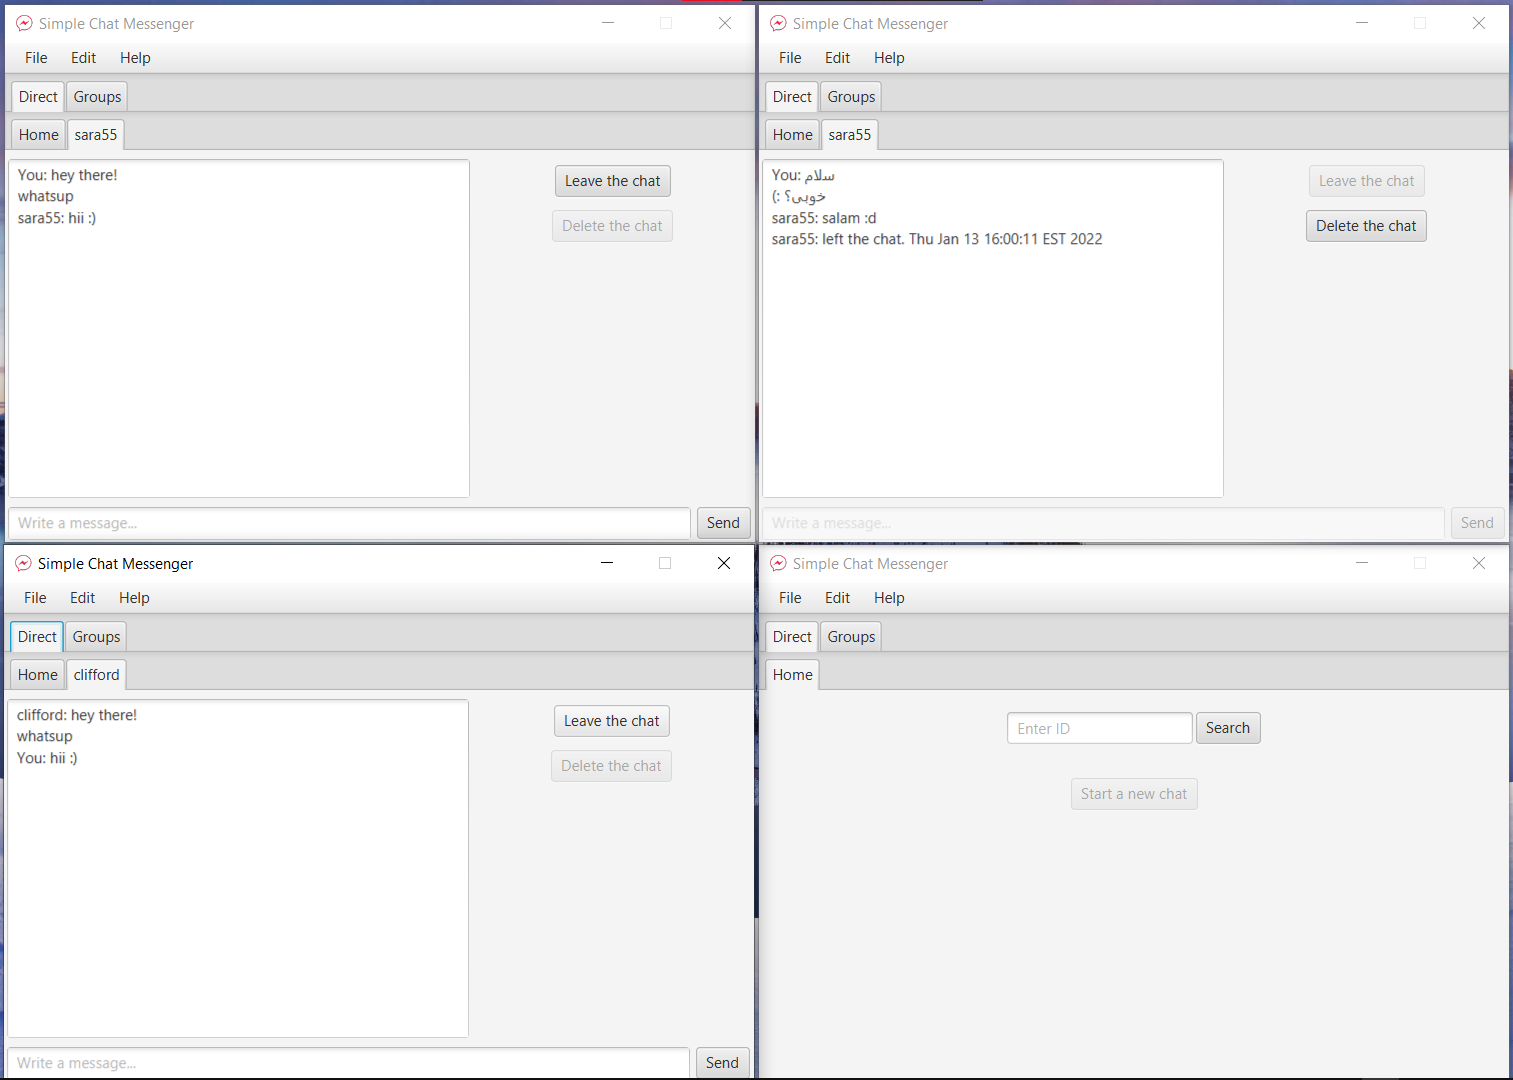 Simple Chat Messenger
File Edit Help
Direct Groups
Home sara55
You: hey there!
whatsup
sara55: hii :)
Leave the chat
Delete the chat
Write a message...
Send
Simple Chat Messenger
File Edit Help
Direct Groups
Home sara55
You: سلام
خوبی؟ :)
sara55: salam :d
sara55: left the chat. Thu Jan 13 16:00:11 EST 2022
Leave the chat
Delete the chat
Write a message...
Send
Simple Chat Messenger
File Edit Help
Direct Groups
Home clifford
clifford: hey there!
whatsup
You: hii :)
Leave the chat
Delete the chat
Write a message...
Send
Simple Chat Messenger
File Edit Help
Direct Groups
Home
Enter ID
Search
Start a new chat